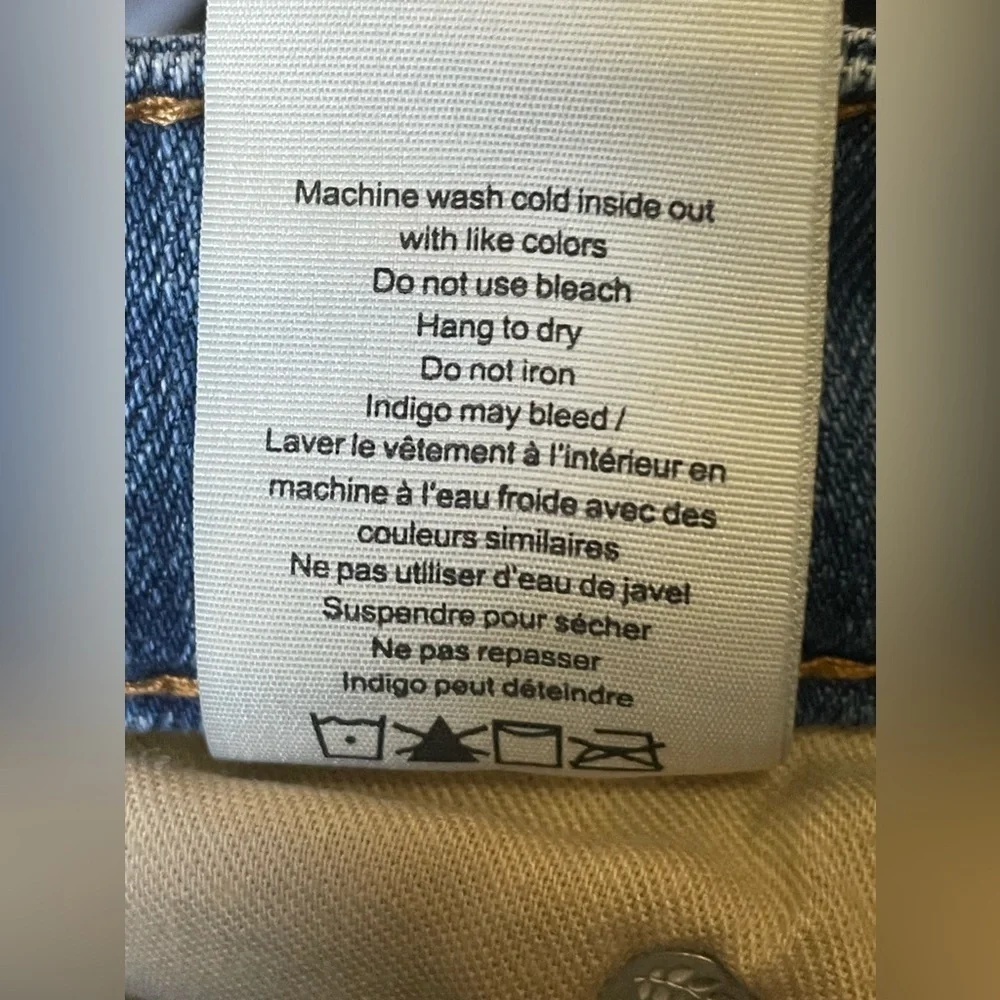 Machine wash cold inside out
with like colors
Do not use bleach
Hang to dry
Do not iron
Indigo may bleed /
Laver le vêtement à l'intérieur en
machine à l'eau froide avec des
couleurs similaires
Ne pas utiliser d'eau de javel
Suspendre pour sécher
Ne pas repasser
Indigo peut déteindre